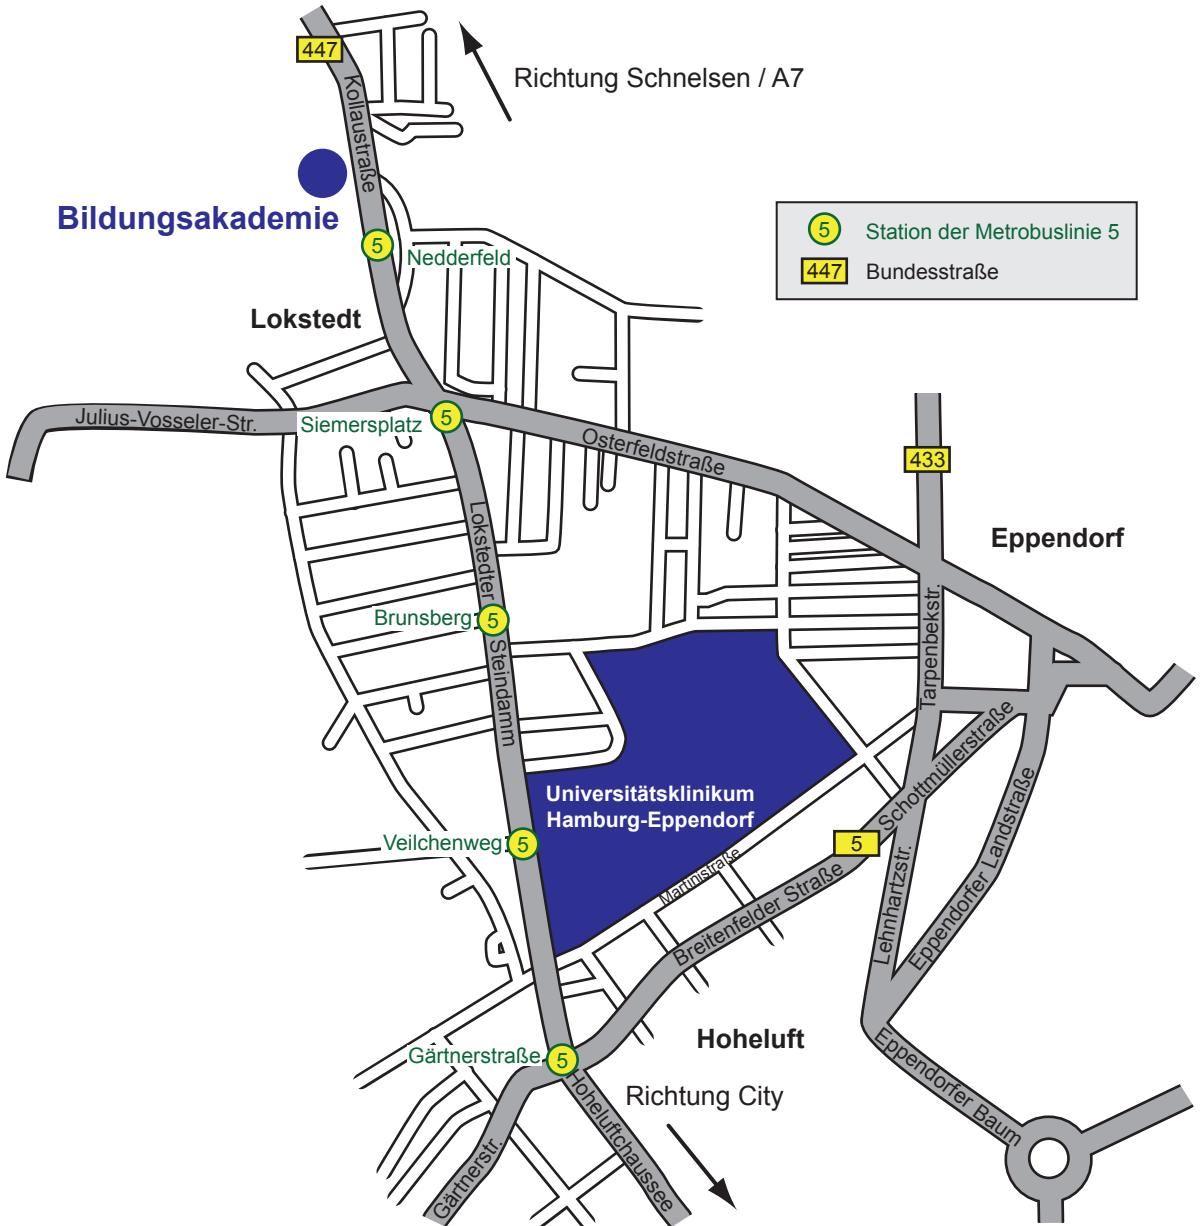 447
Richtung Schnelsen / A7
Kollaustraße
Bildungsakademie
5
Nedderfeld
5 Station der Metrobuslinie 5
447 Bundesstraße
Lokstedt
Julius-Vosseler-Str.
Siemersplatz
5
Osterfeldstraße
433
Eppendorf
Lokstedter Steindamm
Brunsberg
5
Tarpenbekstr.
Schottmüllerstraße
Universitätsklinikum
Hamburg-Eppendorf
Veilchenweg
5
5
Martinistraße
Breitenfelder Straße
Lehnhartzstr.
Eppendorfer Landstraße
Hoheluft
Gärtnerstraße
5
Eppendorfer Baum
Richtung City
Hoheluftchaussee
Gärtnerstr.